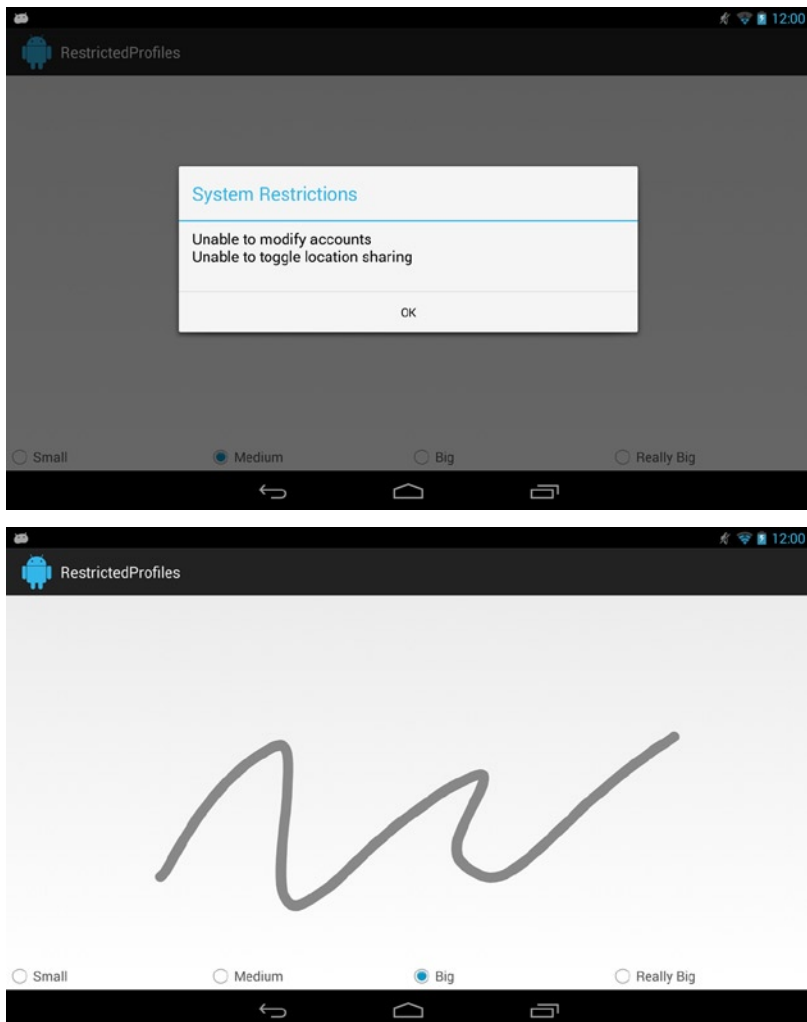 12:00
RestrictedProfiles
System Restrictions
Unable to modify accounts
Unable to toggle location sharing
OK
Small Medium Big Really Big
12:00
RestrictedProfiles
Small Medium Big Really Big